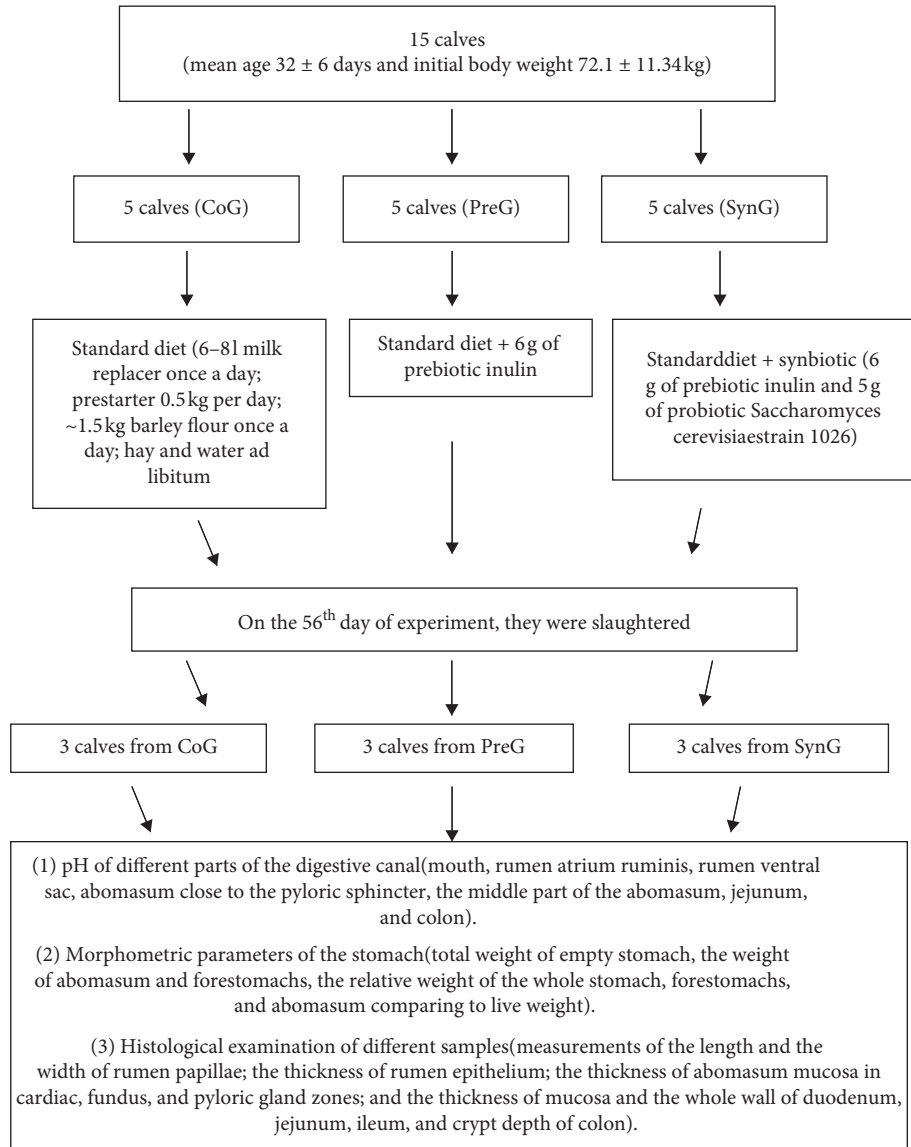 15 calves
(mean age 32 ± 6 days and initial body weight 72.1 ± 11.34 kg)
5 calves (CoG)
5 calves (PreG)
5 calves (SynG)
Standard diet (6–8 l milk
replacer once a day;
prestarter 0.5 kg per day;
~1.5 kg barley flour once a
day; hay and water ad
libitum
Standard diet + 6 g of
prebiotic inulin
Standarddiet + synbiotic (6
g of prebiotic inulin and 5 g
of probiotic Saccharomyces
cerevisiaestrain 1026)
On the 56th day of experiment, they were slaughtered
3 calves from CoG
3 calves from PreG
3 calves from SynG
(1) pH of different parts of the digestive canal(mouth, rumen atrium ruminis, rumen ventral
sac, abomasum close to the pyloric sphincter, the middle part of the abomasum, jejunum,
and colon).
(2) Morphometric parameters of the stomach(total weight of empty stomach, the weight
of abomasum and forestomachs, the relative weight of the whole stomach, forestomachs,
and abomasum comparing to live weight).
(3) Histological examination of different samples(measurements of the length and the
width of rumen papillae; the thickness of rumen epithelium; the thickness of abomasum mucosa in
cardiac, fundus, and pyloric gland zones; and the thickness of mucosa and the whole wall of duodenum,
jejunum, ileum, and crypt depth of colon).